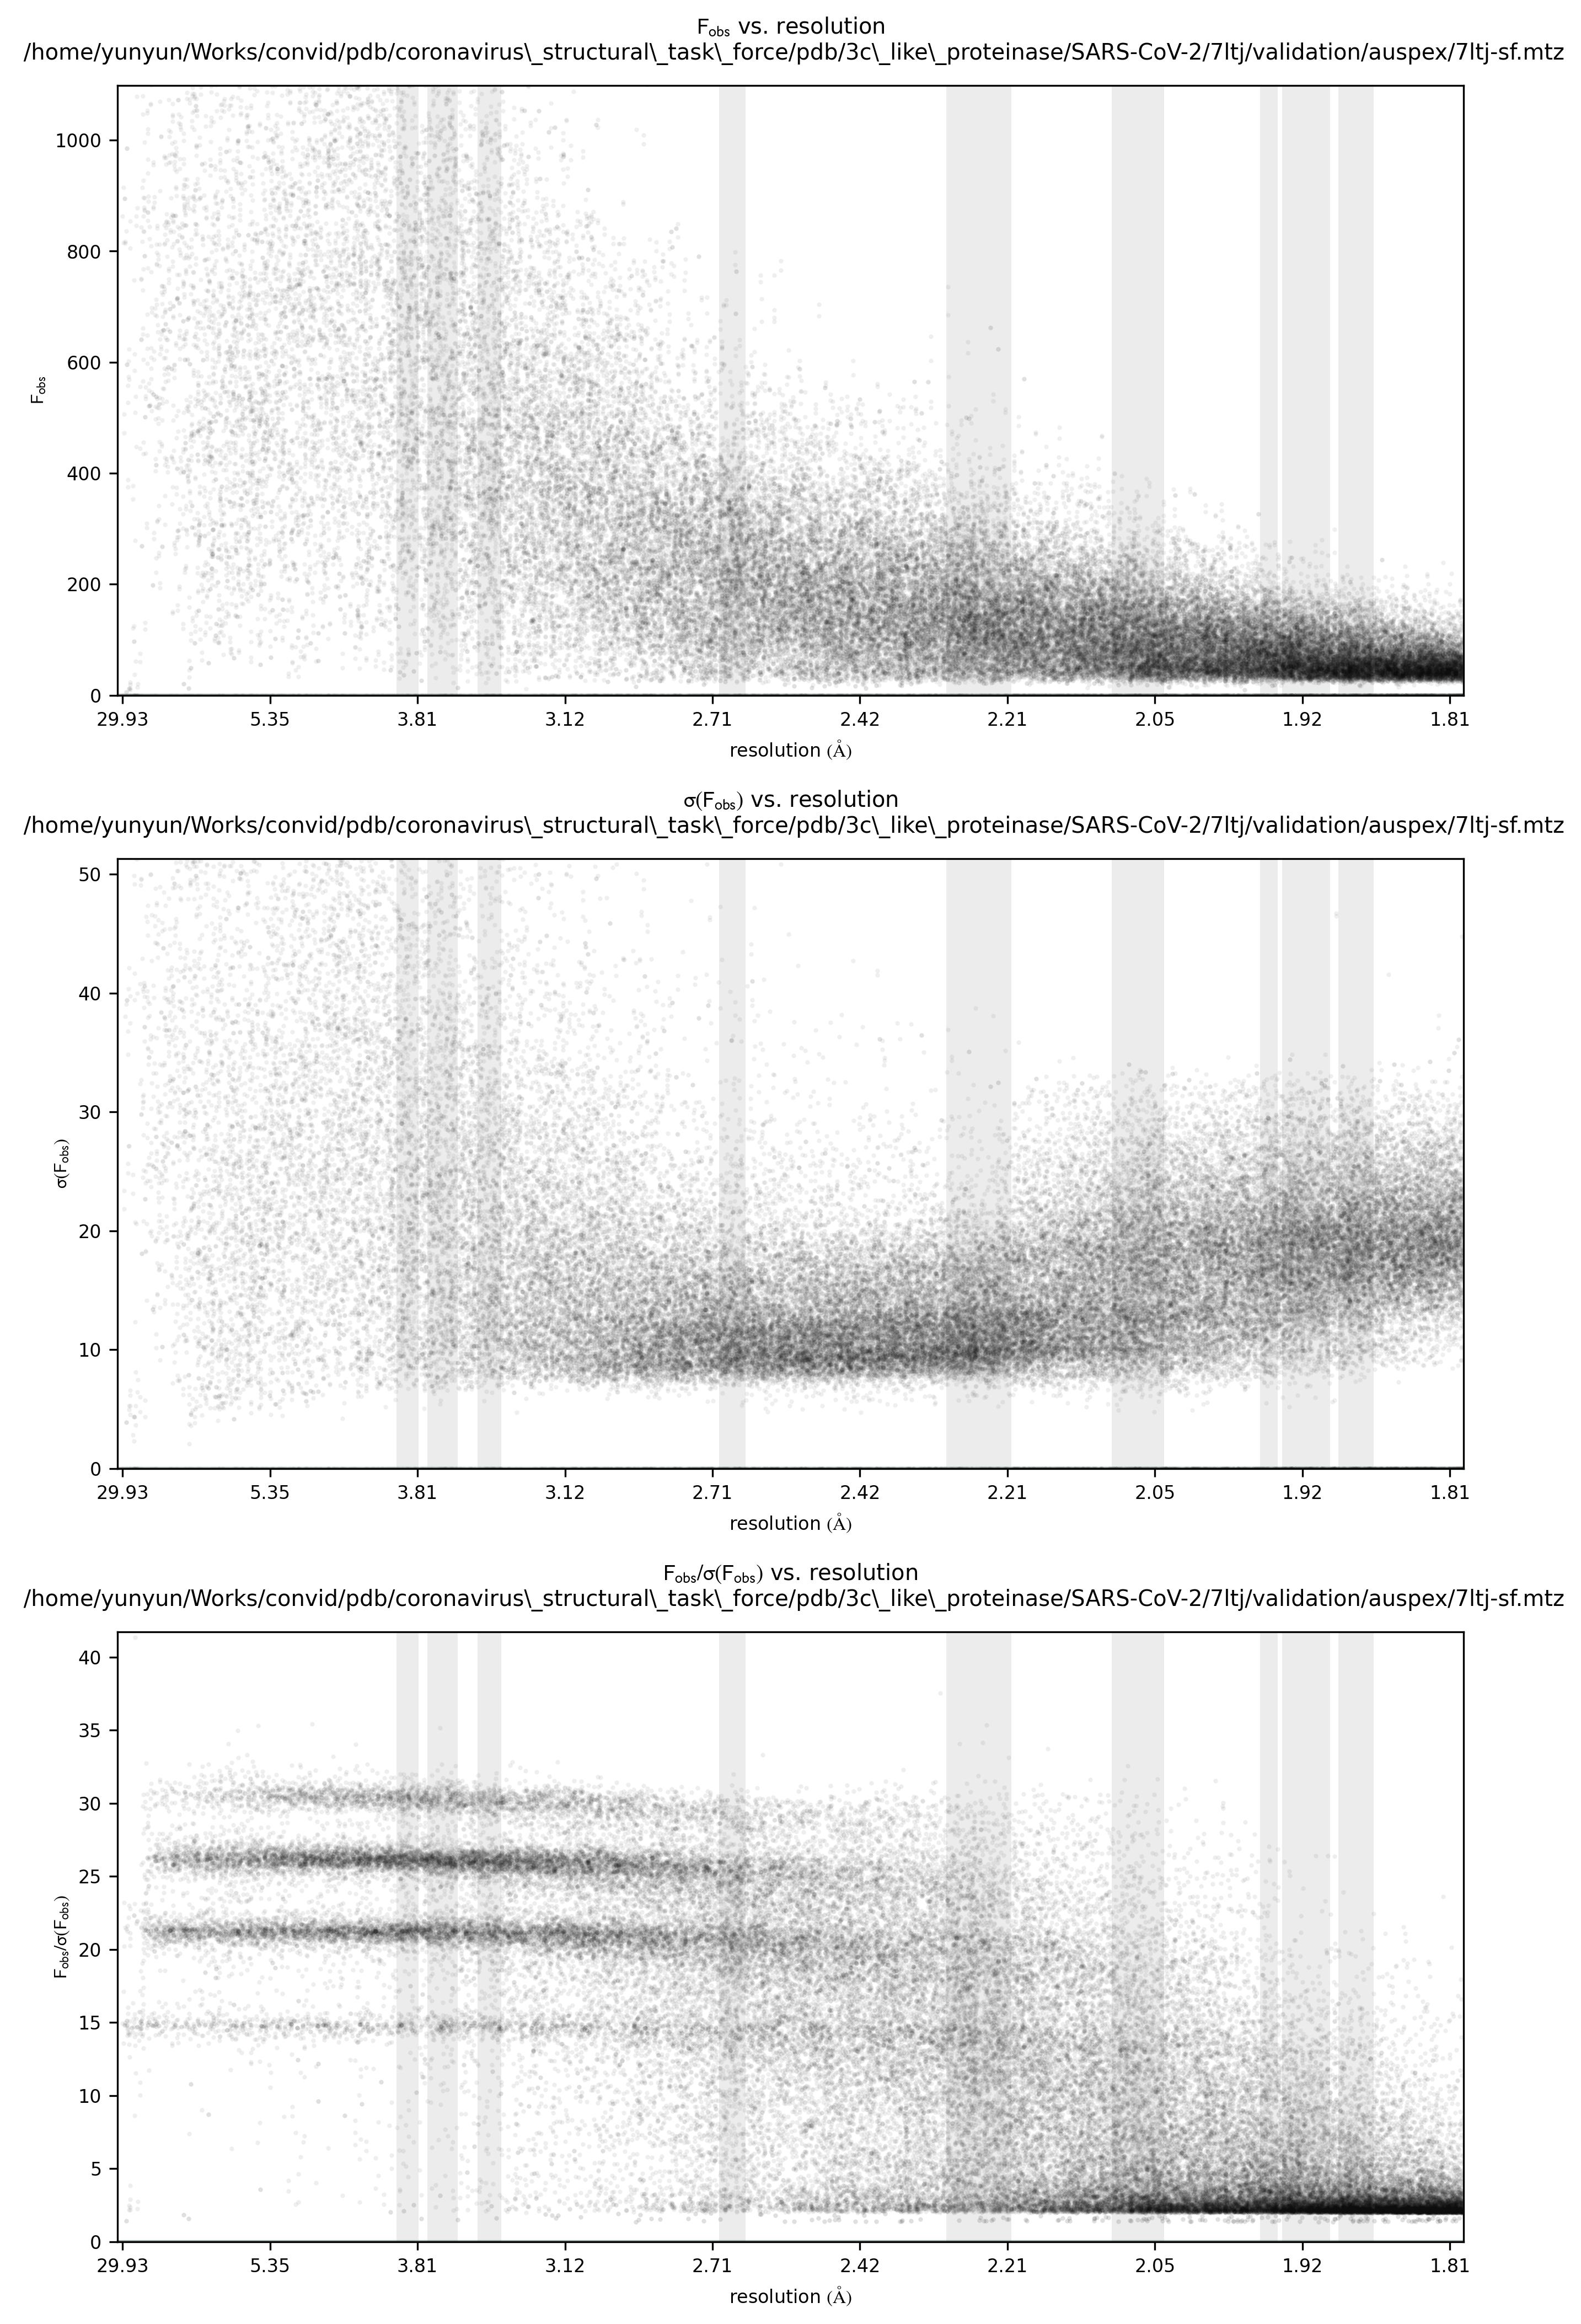 Fobs vs. resolution
/home/yunyun/Works/convid/pdb/coronavirus\_structural\_task\_force/pdb/3c\_like\_proteinase/SARS-CoV-2/7ltj/validation/auspex/7ltj-sf.mtz
1000
800
600
400
200
0
Fobs
29.93 5.35 3.81 3.12 2.71 2.42 2.21 2.05 1.92 1.81
resolution (Å)
σ(Fobs) vs. resolution
/home/yunyun/Works/convid/pdb/coronavirus\_structural\_task\_force/pdb/3c\_like\_proteinase/SARS-CoV-2/7ltj/validation/auspex/7ltj-sf.mtz
50
40
30
20
10
0
σ(Fobs)
29.93 5.35 3.81 3.12 2.71 2.42 2.21 2.05 1.92 1.81
resolution (Å)
Fobs/σ(Fobs) vs. resolution
/home/yunyun/Works/convid/pdb/coronavirus\_structural\_task\_force/pdb/3c\_like\_proteinase/SARS-CoV-2/7ltj/validation/auspex/7ltj-sf.mtz
40
35
30
25
20
15
10
5
0
Fobs/σ(Fobs)
29.93 5.35 3.81 3.12 2.71 2.42 2.21 2.05 1.92 1.81
resolution (Å)